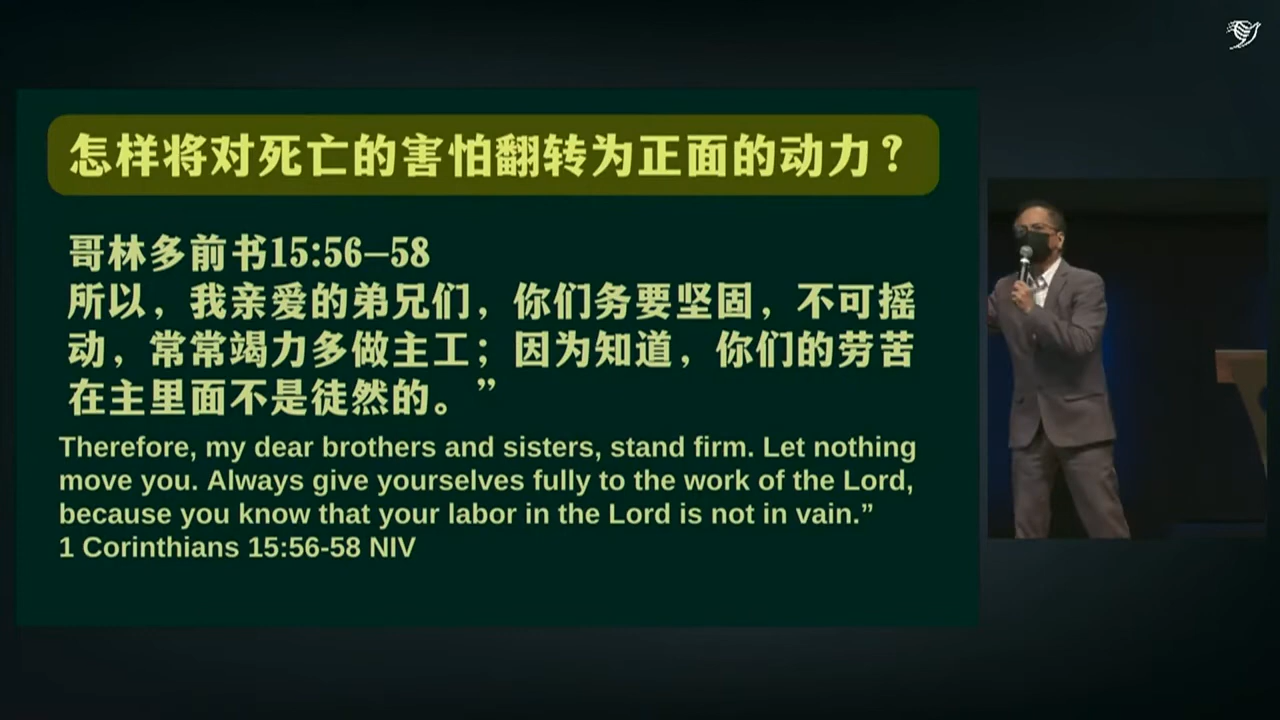 怎样将对死亡的害怕翻转为正面的动力？
哥林多前书15:56–58
所以，我亲爱的弟兄们，你们务要坚固，不可摇
动，常常竭力多做主工；因为知道，你们的劳苦
在主里面不是徒然的。”
Therefore, my dear brothers and sisters, stand firm. Let nothing
move you. Always give yourselves fully to the work of the Lord,
because you know that your labor in the Lord is not in vain.”
1 Corinthians 15:56-58 NIV